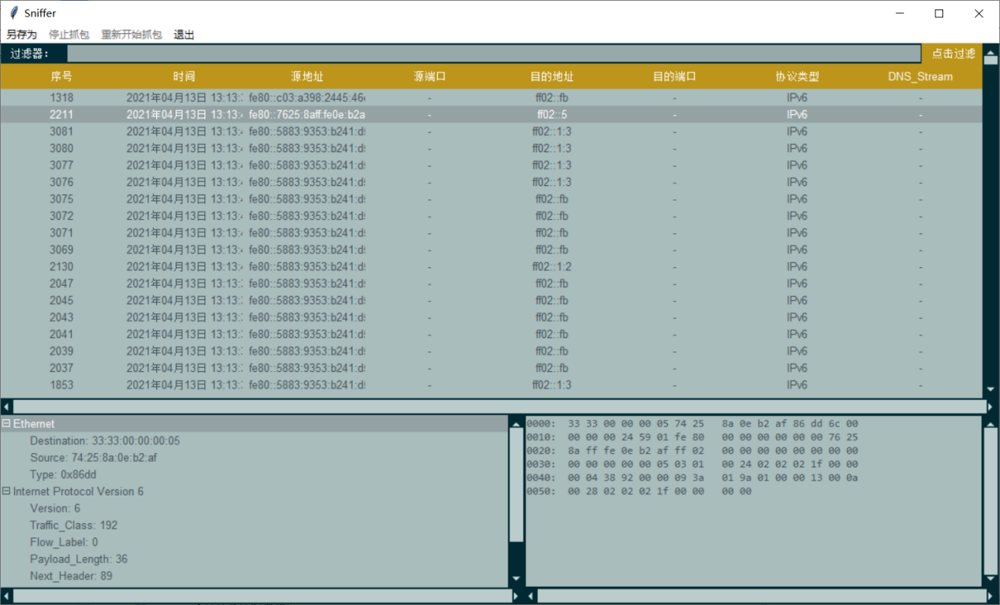 Sniffer
另存为 停止抓包 重新开始抓包 退出
过滤器: 点击过滤
序号 时间 源地址 源端口 目的地址 目的端口 协议类型 DNS_Stream
1318 2021年04月13日 13:13: fe80::c03:a398:2445:46 - ff02::fb - IPv6 -
2211 2021年04月13日 13:13: fe80::7625:8aff:fe0e:b2a - ff02::5 - IPv6 -
3081 2021年04月13日 13:13: fe80::5883:9353:b241:d - ff02::1:3 - IPv6 -
3080 2021年04月13日 13:13: fe80::5883:9353:b241:d - ff02::1:3 - IPv6 -
3077 2021年04月13日 13:13: fe80::5883:9353:b241:d - ff02::1:3 - IPv6 -
3076 2021年04月13日 13:13: fe80::5883:9353:b241:d - ff02::1:3 - IPv6 -
3075 2021年04月13日 13:13: fe80::5883:9353:b241:d - ff02::fb - IPv6 -
3072 2021年04月13日 13:13: fe80::5883:9353:b241:d - ff02::fb - IPv6 -
3071 2021年04月13日 13:13: fe80::5883:9353:b241:d - ff02::fb - IPv6 -
3069 2021年04月13日 13:13: fe80::5883:9353:b241:d - ff02::fb - IPv6 -
2130 2021年04月13日 13:13: fe80::5883:9353:b241:d - ff02::1:2 - IPv6 -
2047 2021年04月13日 13:13: fe80::5883:9353:b241:d - ff02::fb - IPv6 -
2045 2021年04月13日 13:13: fe80::5883:9353:b241:d - ff02::fb - IPv6 -
2043 2021年04月13日 13:13: fe80::5883:9353:b241:d - ff02::fb - IPv6 -
2041 2021年04月13日 13:13: fe80::5883:9353:b241:d - ff02::fb - IPv6 -
2039 2021年04月13日 13:13: fe80::5883:9353:b241:d - ff02::fb - IPv6 -
2037 2021年04月13日 13:13: fe80::5883:9353:b241:d - ff02::fb - IPv6 -
1853 2021年04月13日 13:13: fe80::5883:9353:b241:d - ff02::1:3 - IPv6 -
Ethernet
Destination: 33:33:00:00:00:05
Source: 74:25:8a:0e:b2:af
Type: 0x86dd
Internet Protocol Version 6
Version: 6
Traffic_Class: 192
Flow_Label: 0
Payload_Length: 36
Next_Header: 89
0000: 33 33 00 00 00 05 74 25 8a 0e b2 af 86 dd 6c 00
0010: 00 00 00 24 59 01 fe 80 00 00 00 00 00 00 76 25
0020: 8a ff fe 0e b2 af ff 02 00 00 00 00 00 00 00 00
0030: 00 00 00 00 00 05 03 01 00 24 02 02 02 1f 00 00
0040: 00 04 38 92 00 00 09 3a 01 9a 01 00 00 13 00 0a
0050: 00 28 02 02 02 1f 00 00 00 00